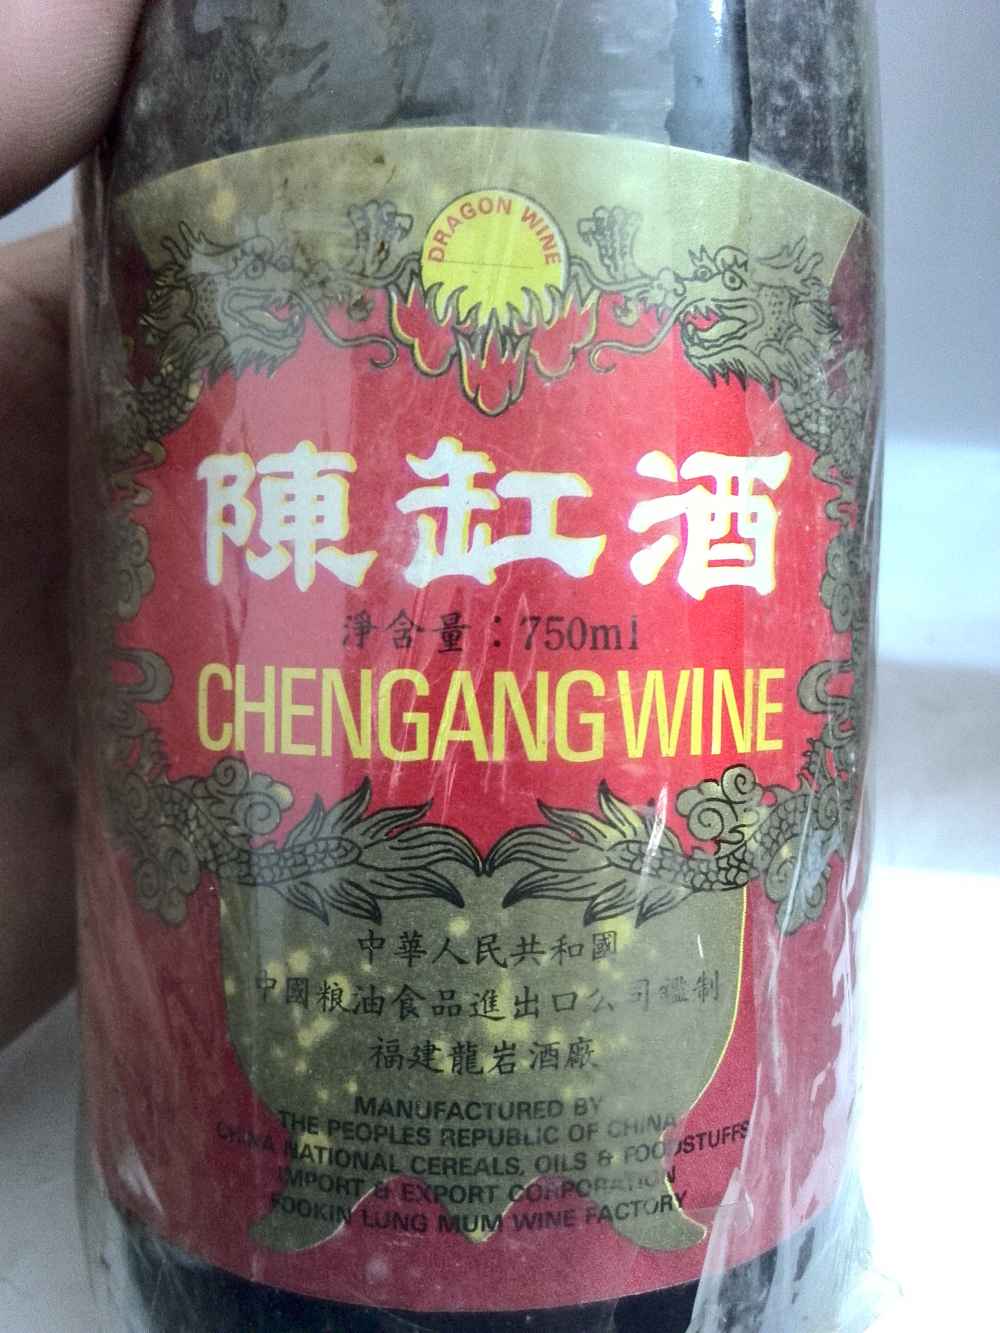 DRAGON WINE
陳缸酒
淨含量：750ml
CHENGANG WINE
中華人民共和國
中國粮油食品進出口公司鑑制
福建龍岩酒廠
MANUFACTURED BY
THE PEOPLES REPUBLIC OF CHINA
CHINA NATIONAL CEREALS, OILS & FOODSTUFFS
IMPORT & EXPORT CORPORATION
FOOKIN LUNG MUM WINE FACTORY